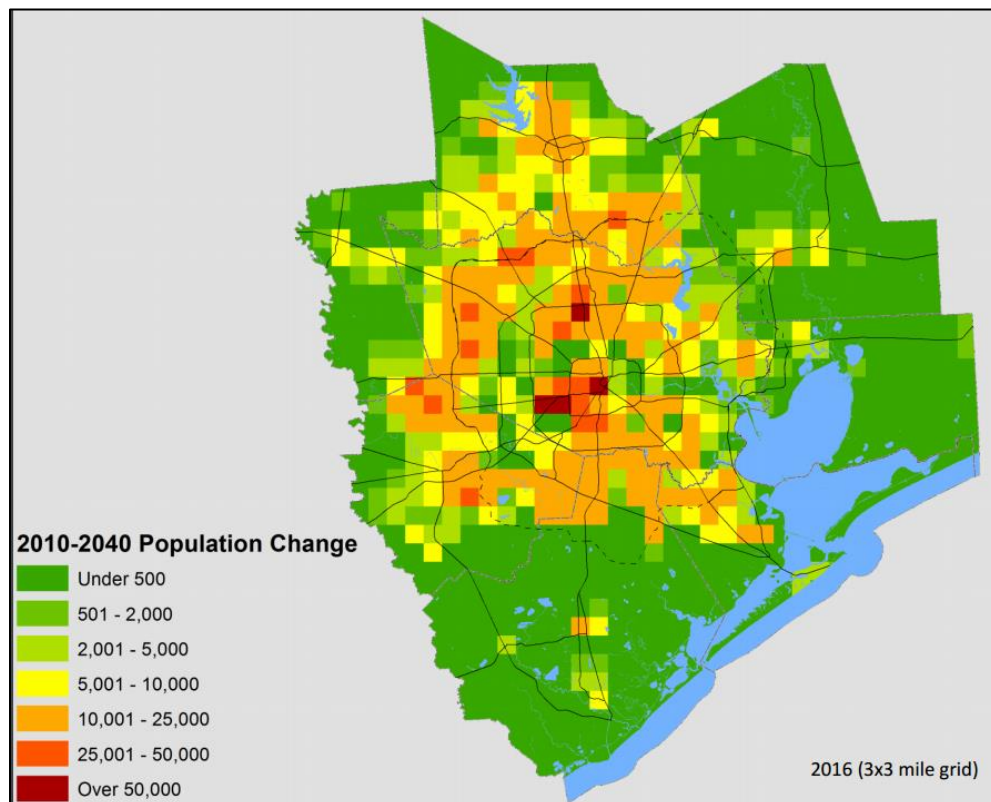 2010-2040 Population Change
Under 500
501 - 2,000
2,001 - 5,000
5,001 - 10,000
10,001 - 25,000
25,001 - 50,000
Over 50,000
2016 (3x3 mile grid)